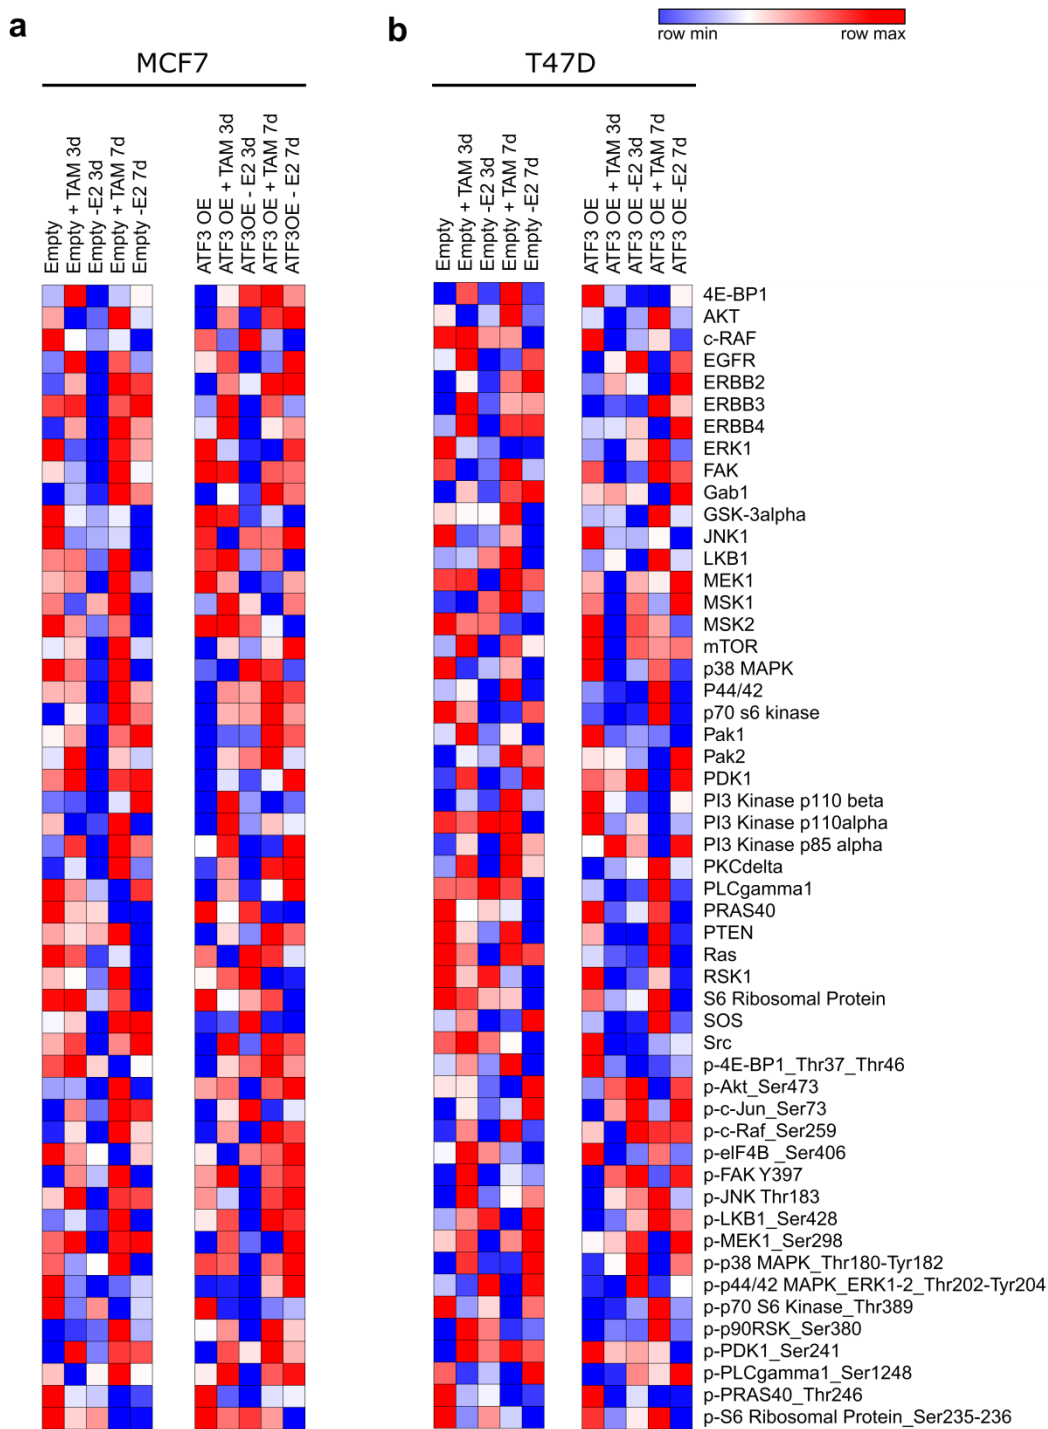 a
b
row min
row max
MCF7
T47D
Empty
Empty + TAM 3d
Empty -E2 3d
Empty + TAM 7d
Empty -E2 7d
ATF3 OE
ATF3 OE + TAM 3d
ATF3OE - E2 3d
ATF3 OE + TAM 7d
ATF3OE - E2 7d
Empty
Empty + TAM 3d
Empty -E2 3d
Empty + TAM 7d
Empty -E2 7d
ATF3 OE
ATF3 OE + TAM 3d
ATF3 OE -E2 3d
ATF3 OE + TAM 7d
ATF3 OE -E2 7d
4E-BP1
AKT
c-RAF
EGFR
ERBB2
ERBB3
ERBB4
ERK1
FAK
Gab1
GSK-3alpha
JNK1
LKB1
MEK1
MSK1
MSK2
mTOR
p38 MAPK
P44/42
p70 s6 kinase
Pak1
Pak2
PDK1
PI3 Kinase p110 beta
PI3 Kinase p110alpha
PI3 Kinase p85 alpha
PKCdelta
PLCgamma1
PRAS40
PTEN
Ras
RSK1
S6 Ribosomal Protein
SOS
Src
p-4E-BP1_Thr37_Thr46
p-Akt_Ser473
p-c-Jun_Ser73
p-c-Raf_Ser259
p-eIF4B _Ser406
p-FAK Y397
p-JNK Thr183
p-LKB1_Ser428
p-MEK1_Ser298
p-p38 MAPK_Thr180-Tyr182
p-p44/42 MAPK_ERK1-2_Thr202-Tyr204
p-p70 S6 Kinase_Thr389
p-p90RSK_Ser380
p-PDK1_Ser241
p-PLCgamma1_Ser1248
p-PRAS40_Thr246
p-S6 Ribosomal Protein_Ser235-236